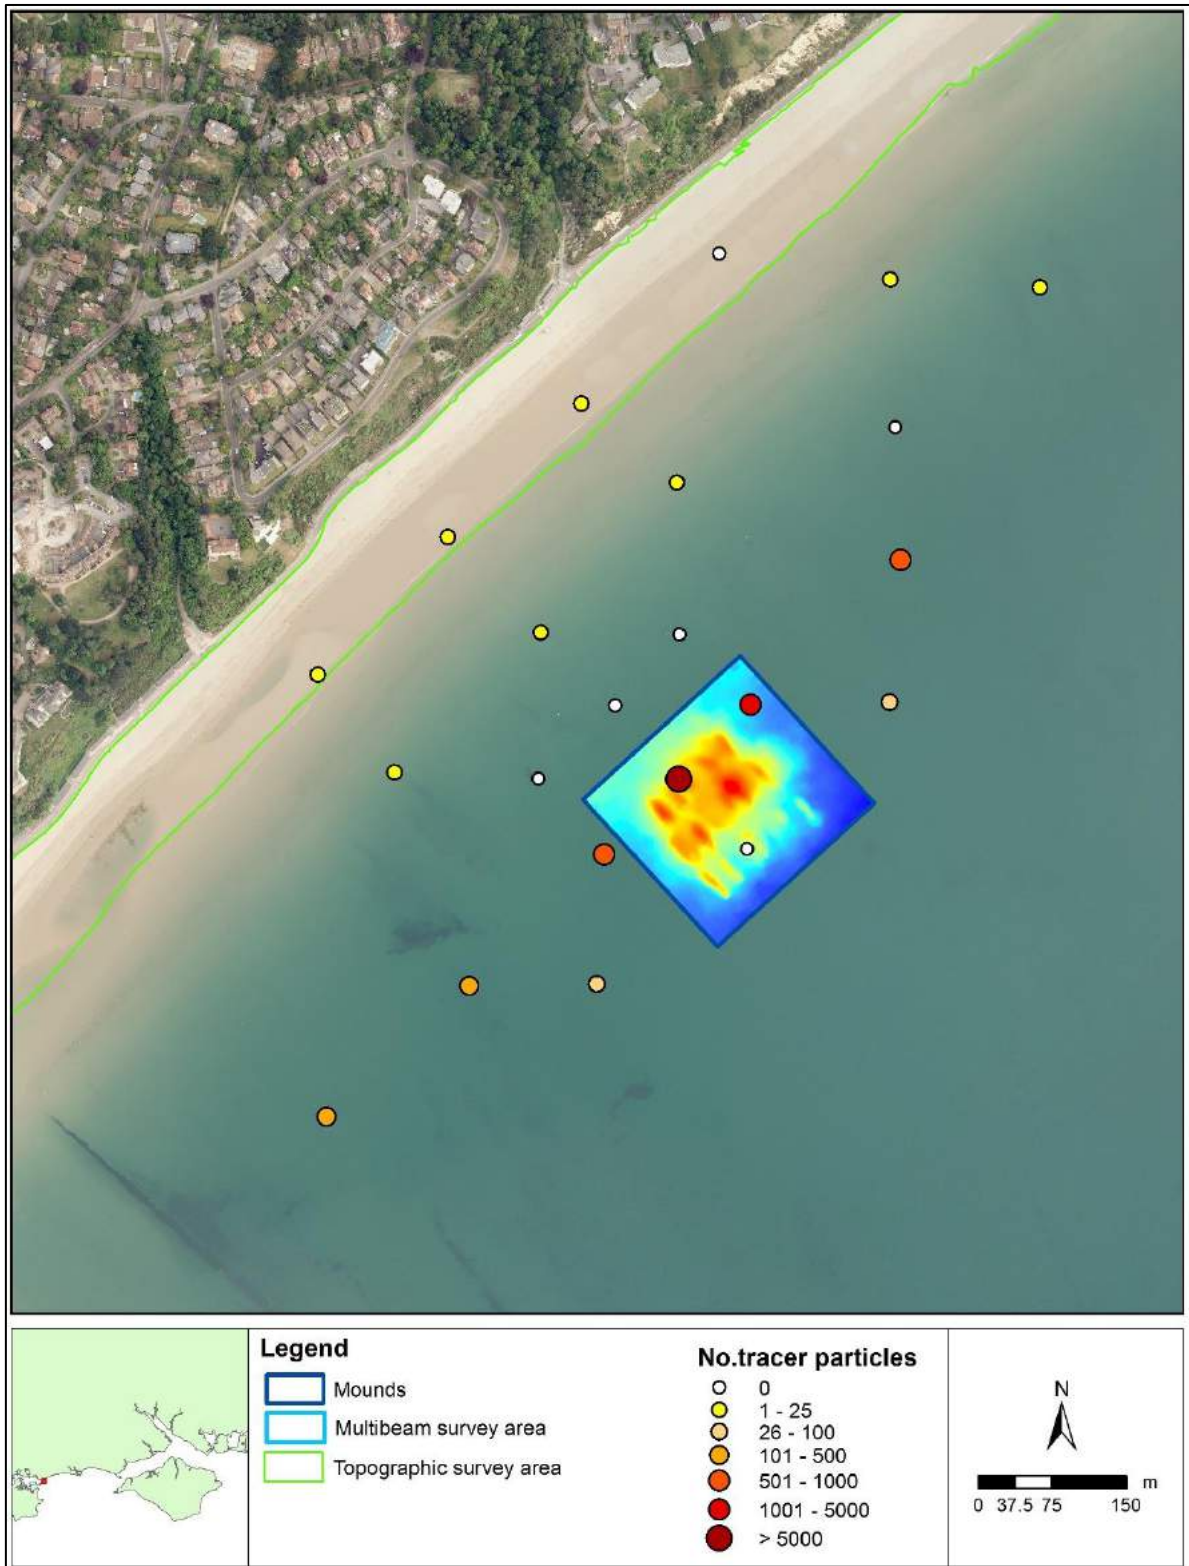 Legend
Mounds
Multibeam survey area
Topographic survey area
No.tracer particles
0
1 - 25
26 - 100
101 - 500
501 - 1000
1001 - 5000
> 5000
N
m
0 37.5 75 150